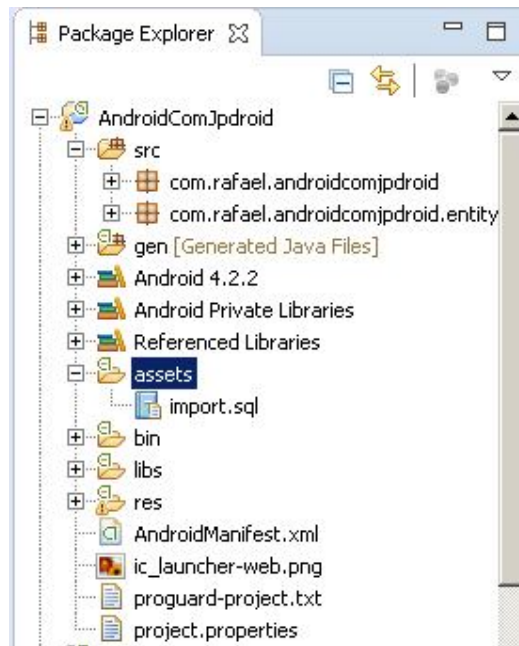 Package Explorer
AndroidComJpdroid
src
com.rafael.androidcomjpdroid
com.rafael.androidcomjpdroid.entity
gen [Generated Java Files]
Android 4.2.2
Android Private Libraries
Referenced Libraries
assets
import.sql
bin
libs
res
AndroidManifest.xml
ic_launcher-web.png
proguard-project.txt
project.properties